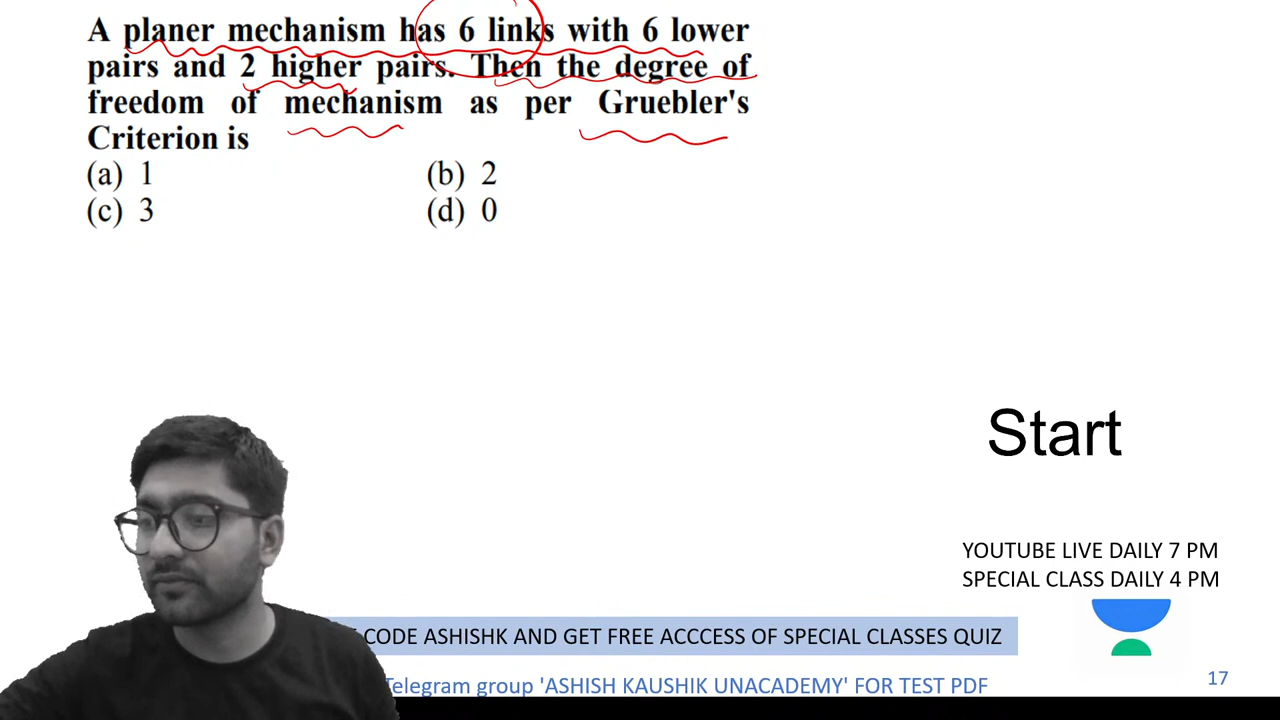 A planer mechanism has 6 links with 6 lower
pairs and 2 higher pairs. Then the degree of
freedom of mechanism as per Gruebler's
Criterion is
(a) 1 (b) 2
(c) 3 (d) 0
Start
YOUTUBE LIVE DAILY 7 PM
SPECIAL CLASS DAILY 4 PM
CODE ASHISHK AND GET FREE ACCCESS OF SPECIAL CLASSES QUIZ
Telegram group 'ASHISH KAUSHIK UNACADEMY' FOR TEST PDF
17